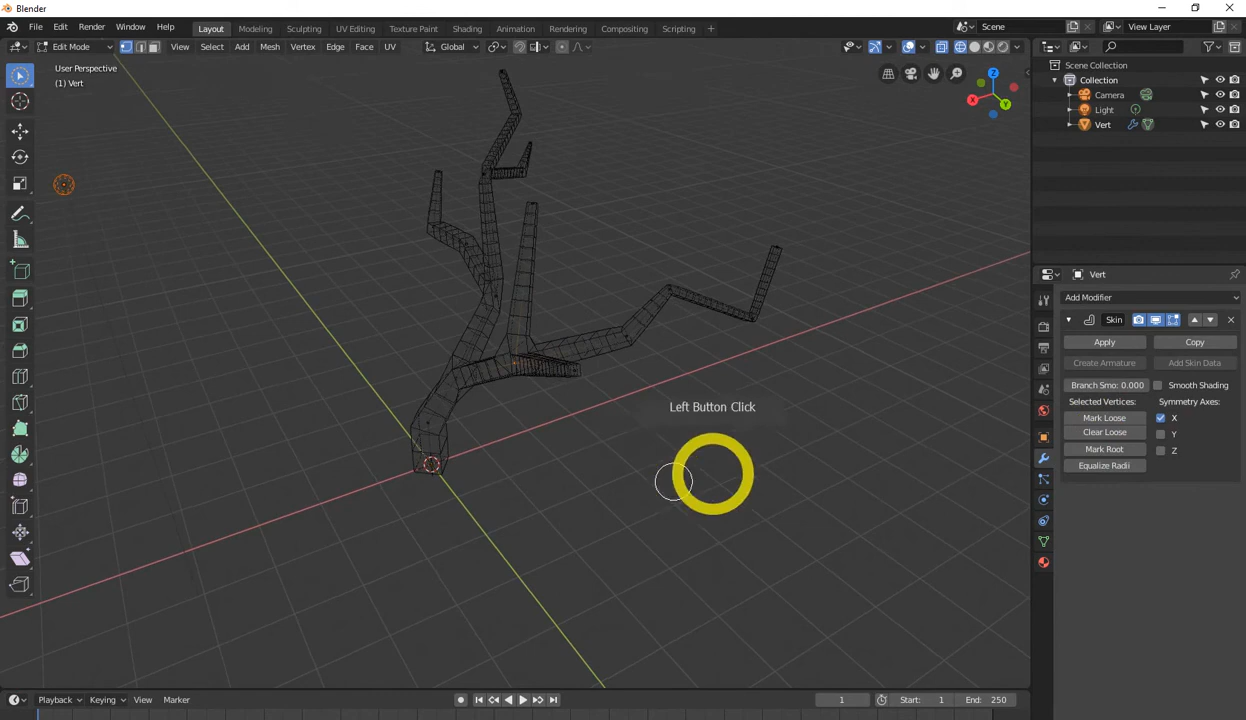 Blender
File Edit Render Window Help Layout Modeling Sculpting UV Editing Texture Paint Shading Animation Rendering Compositing Scripting + Scene View Layer
Edit Mode View Select Add Mesh Vertex Edge Face UV Global
User Perspective
(1) Vert
X
Y
Z
Scene Collection
Collection
Camera
Light
Vert
Vert
Add Modifier
Skin
Apply Copy
Create Armature Add Skin Data
Branch Smo: 0.000 Smooth Shading
Selected Vertices: Symmetry Axes:
Mark Loose X
Clear Loose Y
Mark Root Z
Equalize Radii
Left Button Click
Playback Keying View Marker 1 Start: 1 End: 250